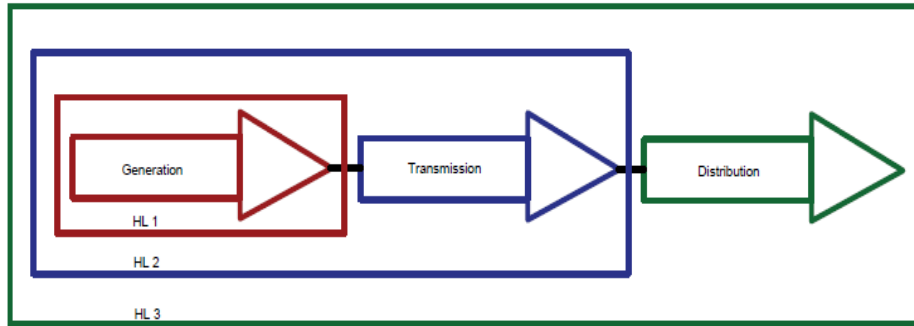 Generation
Transmission
Distribution
HL 1
HL 2
HL 3